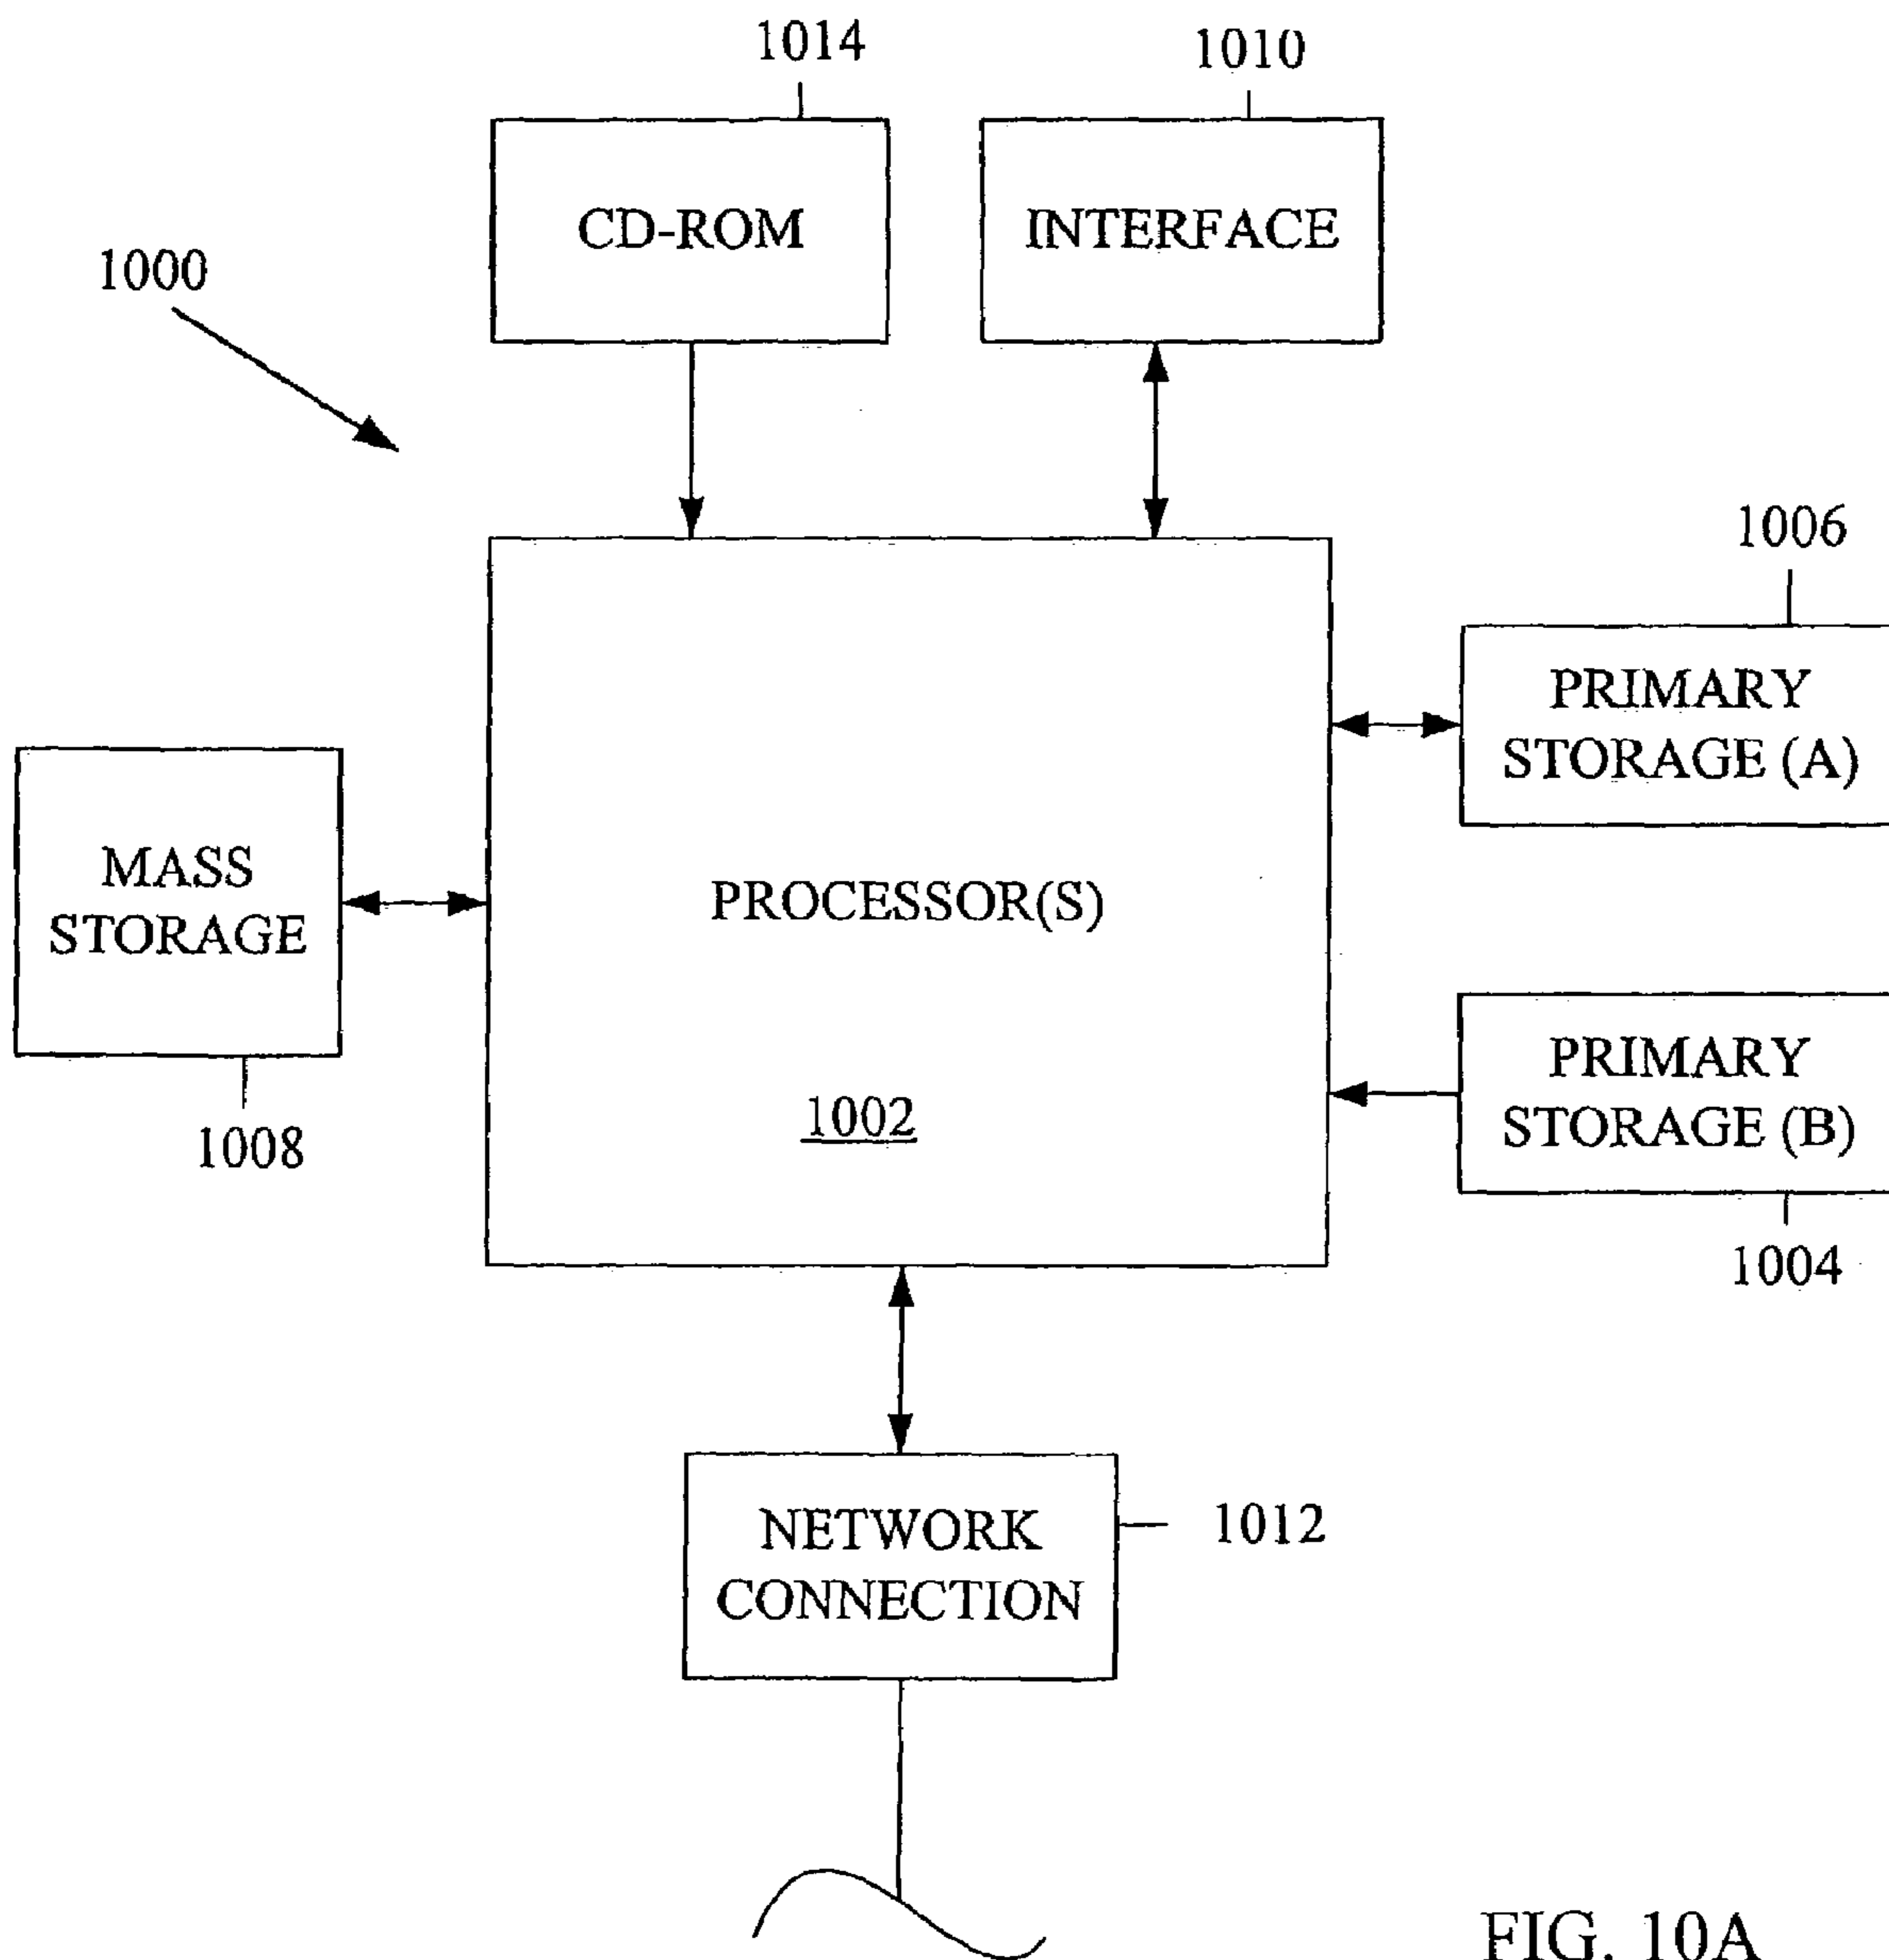 1014
1010
CD-ROM
INTERFACE
1000
1006
PRIMARY
STORAGE (A)
MASS
STORAGE
1008
PROCESSOR(S)
1002
PRIMARY
STORAGE (B)
1004
NETWORK
CONNECTION
1012
FIG. 10A